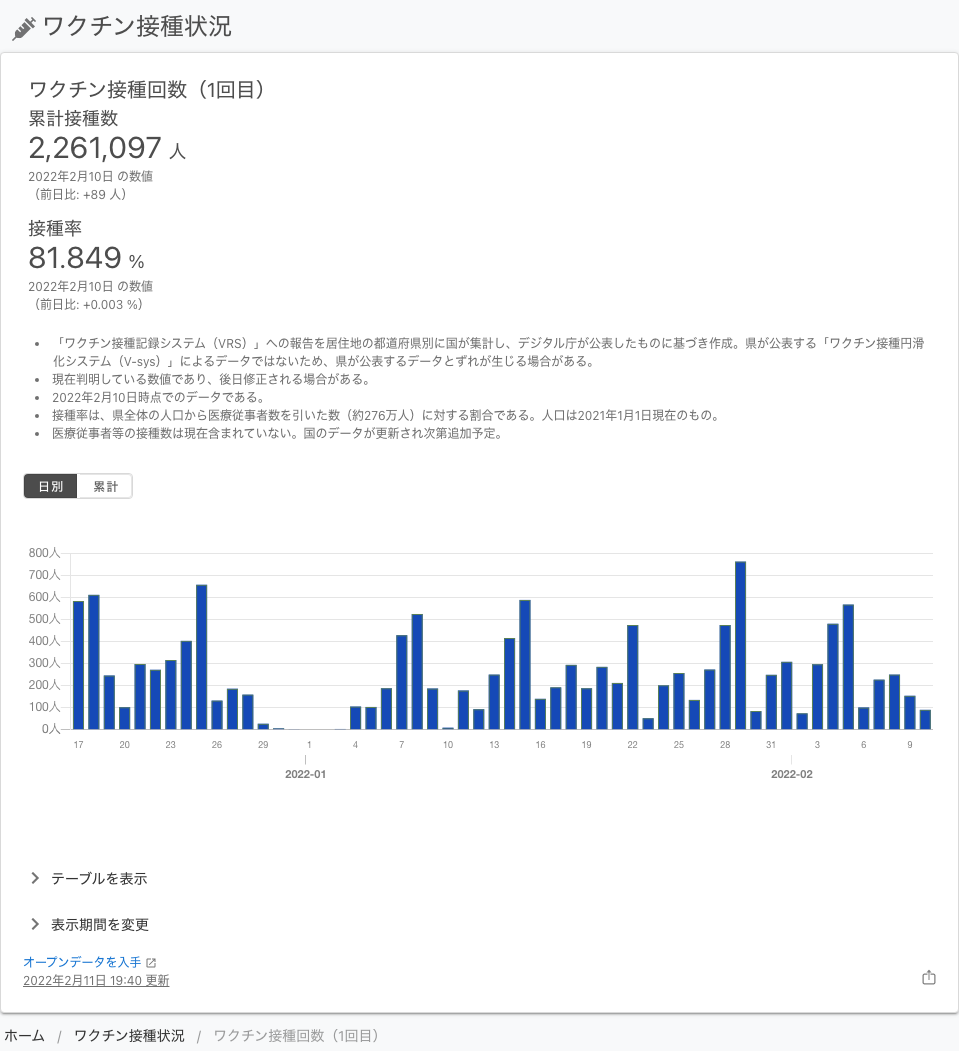 ワクチン接種状況
ワクチン接種回数（1回目）
累計接種数
2,261,097 人
2022年2月10日 の数値
（前日比: +89 人）
接種率
81.849 %
2022年2月10日 の数値
（前日比: +0.003 %）
• 「ワクチン接種記録システム（VRS）」への報告を居住地の都道府県別に国が集計し、デジタル庁が公表したものに基づき作成。県が公表する「ワクチン接種円滑
化システム（V-sys）」によるデータではないため、県が公表するデータとずれが生じる場合がある。
• 現在判明している数値であり、後日修正される場合がある。
• 2022年2月10日時点でのデータである。
• 接種率は、県全体の人口から医療従事者数を引いた数（約276万人）に対する割合である。人口は2021年1月1日現在のもの。
• 医療従事者等の接種数は現在含まれていない。国のデータが更新され次第追加予定。
日別 累計
800人
700人
600人
500人
400人
300人
200人
100人
0人
17 20 23 26 29 1 4 7 10 13 16 19 22 25 28 31 3 6 9
2022-01 2022-02
テーブルを表示
表示期間を変更
オープンデータを入手
2022年2月11日 19:40 更新
ホーム / ワクチン接種状況 / ワクチン接種回数（1回目）